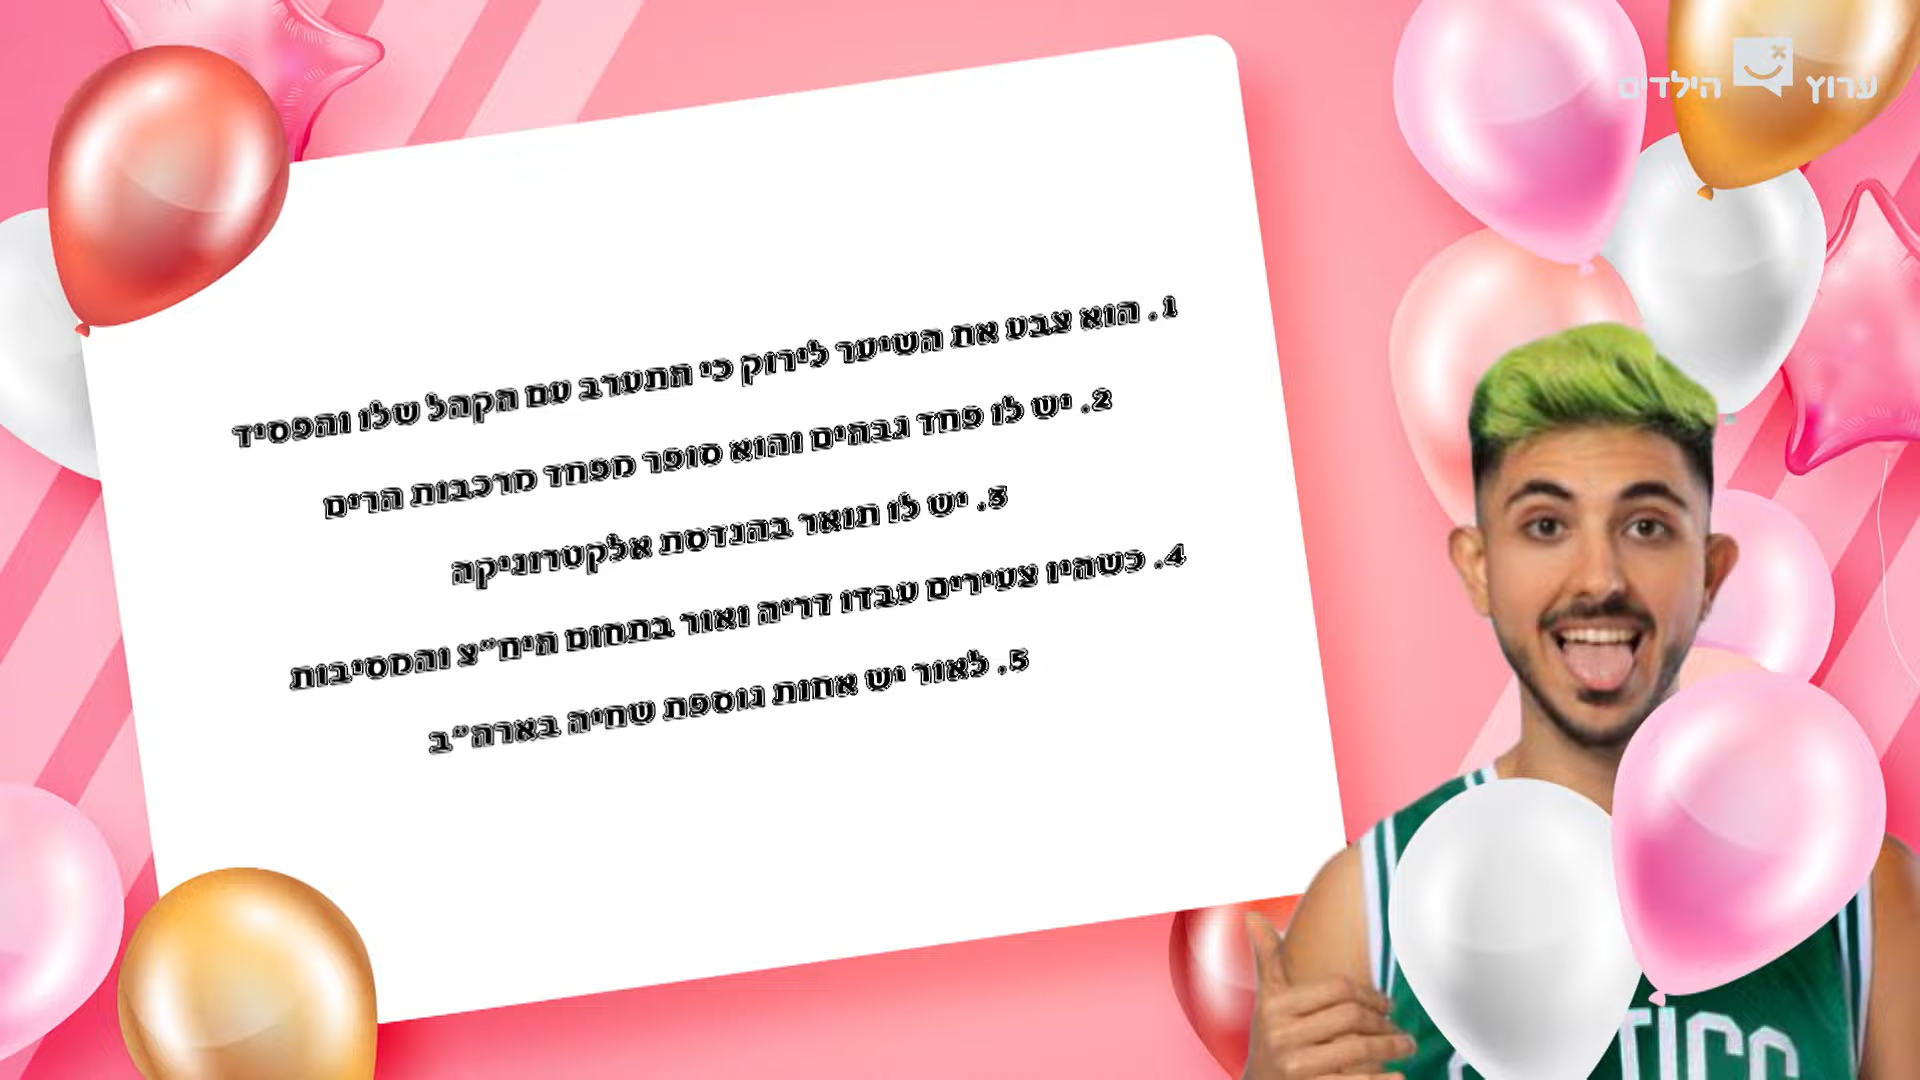 ערוץ הילדים
1. הוא צבע את השיער לירוק כי התערב עם הקהל שלו והפסיד
2. יש לו פחד גבהים והוא סופר מפחד מרכבות הרים
3. יש לו תואר בהנדסת אלקטרוניקה
4. כשהיו צעירים עבדו דריה ואור בתחום היח״צ והמסיבות
5. לאור יש אחות נוספת שחיה בארה״ב